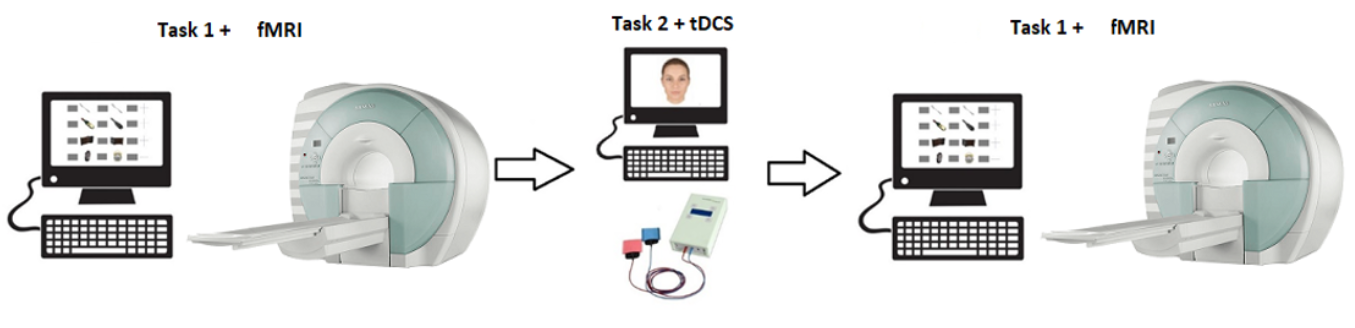 Task 1 + fMRI
Task 2 + tDCS
Task 1 + fMRI